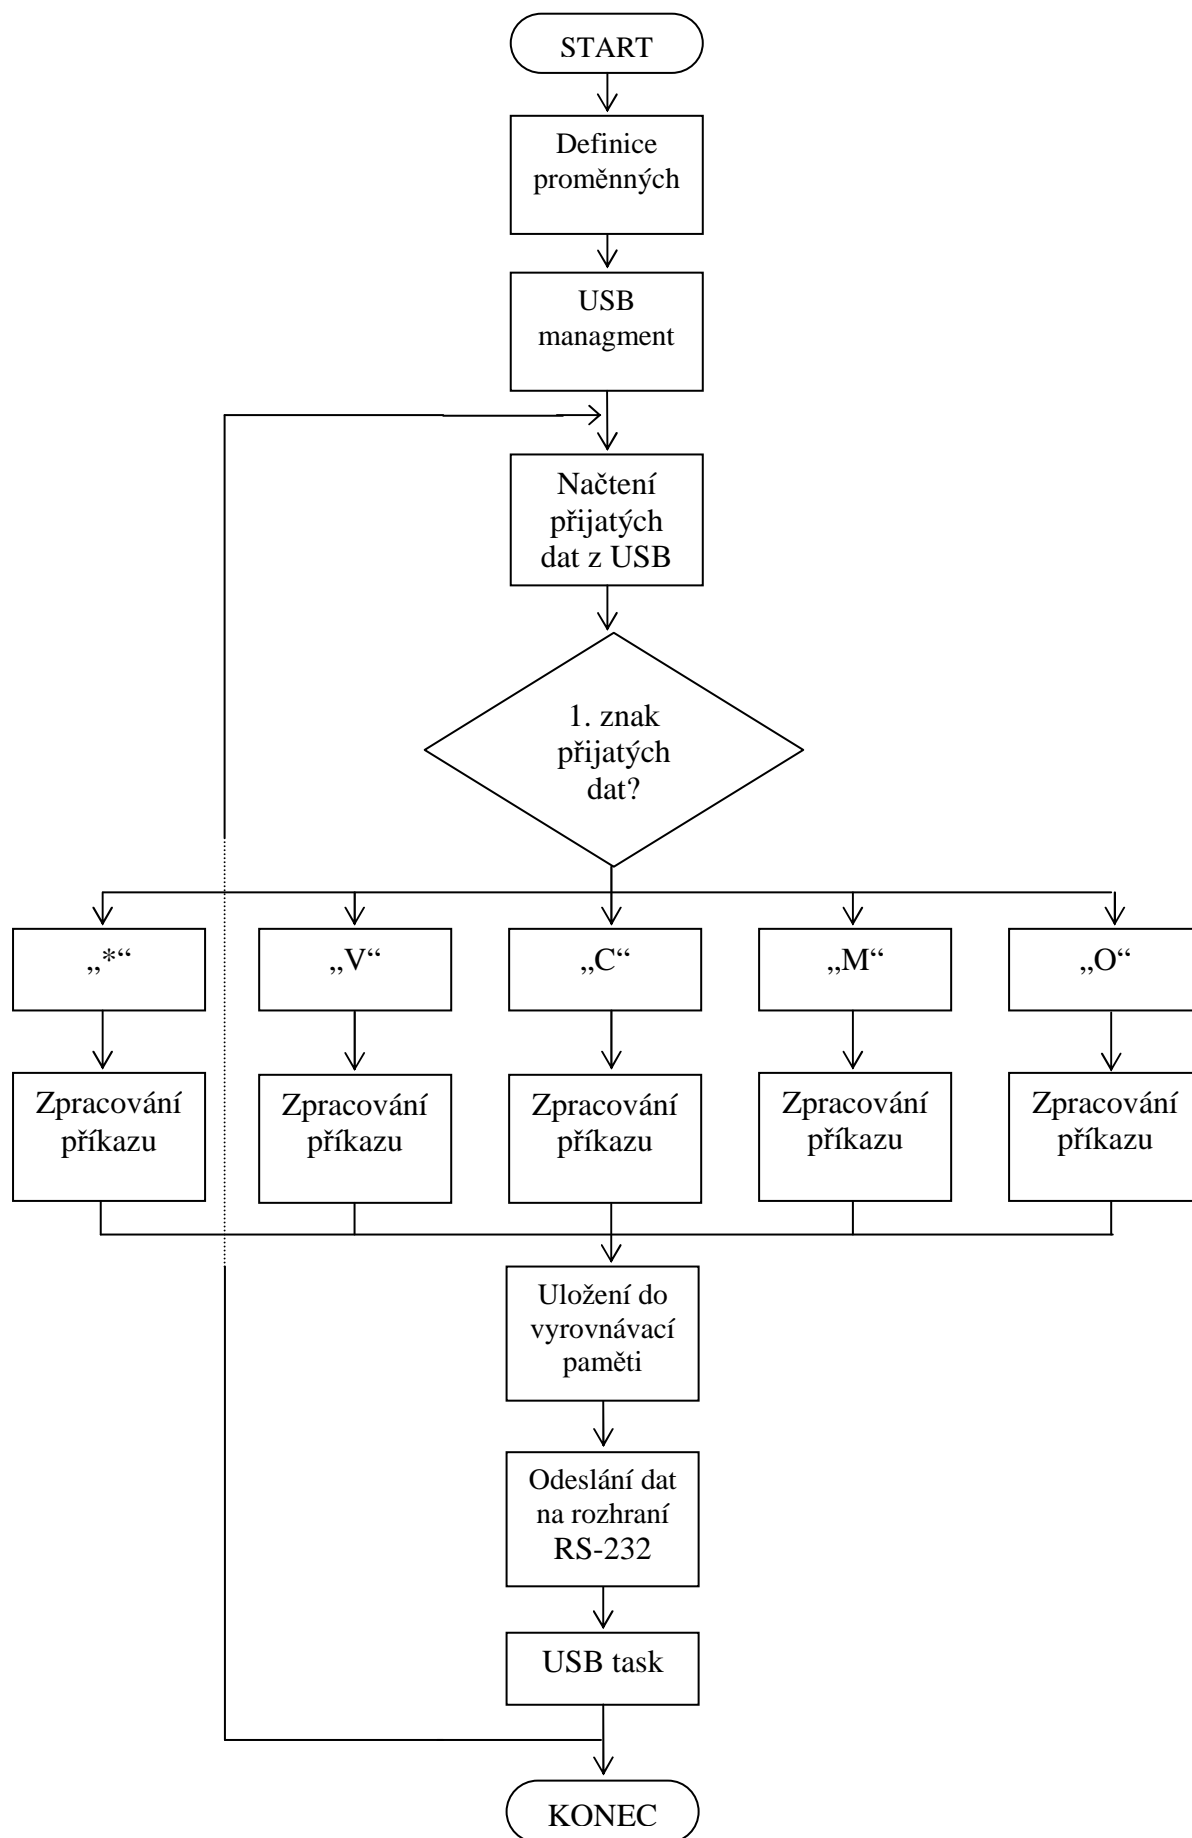 START
Definice
proměnných
USB
managment
Načtení
přijatých
dat z USB
1. znak
přijatých
dat?
„*“
„V“
„C“
„M“
„O“
Zpracování
příkazu
Zpracování
příkazu
Zpracování
příkazu
Zpracování
příkazu
Zpracování
příkazu
Uložení do
vyrovnávací
paměti
Odeslání dat
na rozhraní
RS-232
USB task
KONEC